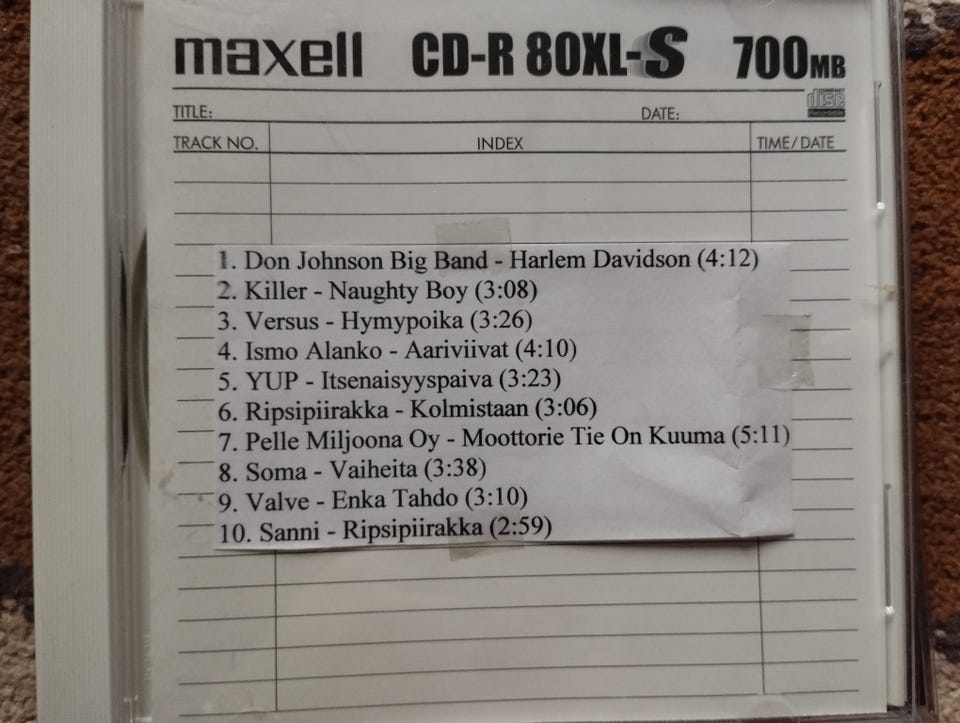 maxell CD-R 80XL-S 700MB
COMPACT disc Recordable
TITLE: DATE:
TRACK NO. INDEX TIME/DATE
1. Don Johnson Big Band - Harlem Davidson (4:12)
2. Killer - Naughty Boy (3:08)
3. Versus - Hymypoika (3:26)
4. Ismo Alanko - Aariviivat (4:10)
5. YUP - Itsenaisyyspaiva (3:23)
6. Ripsipiirakka - Kolmistaan (3:06)
7. Pelle Miljoona Oy - Moottorie Tie On Kuuma (5:11)
8. Soma - Vaiheita (3:38)
9. Valve - Enka Tahdo (3:10)
10. Sanni - Ripsipiirakka (2:59)